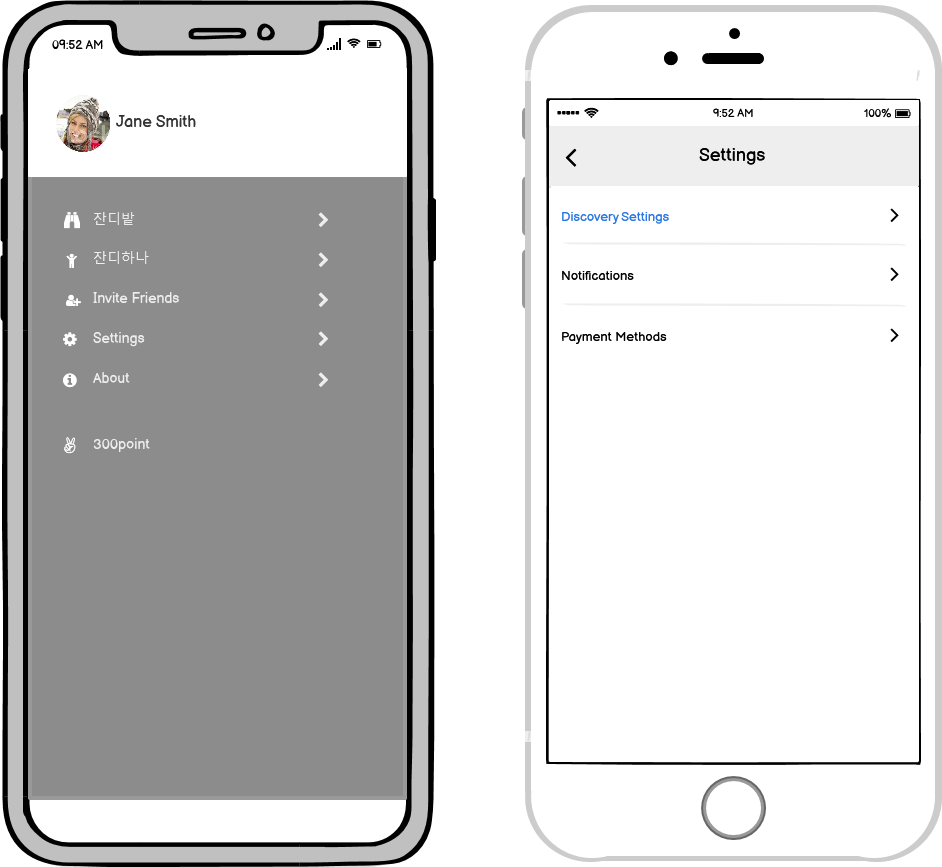 09:52 AM
Jane Smith
잔디밭
잔디하나
Invite Friends
Settings
About
300point
9:52 AM
100%
Settings
Discovery Settings
Notifications
Payment Methods